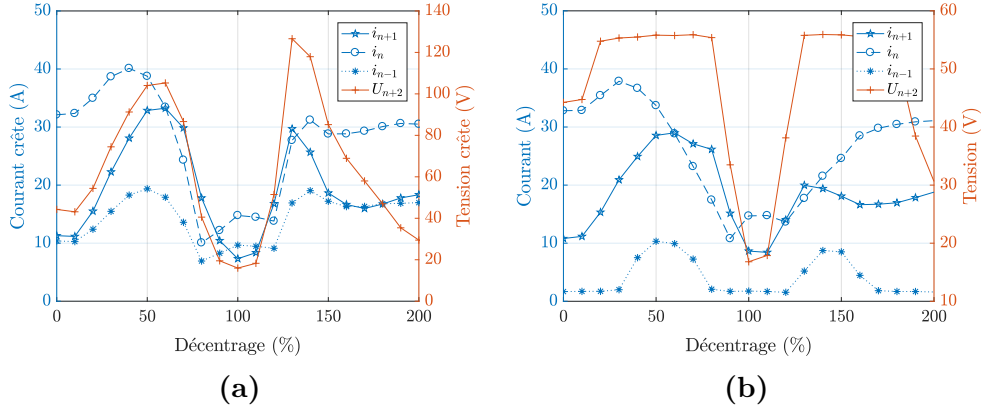 50
40
30
20
10
0
Courant crête (A)
140
120
100
80
60
40
20
0
Tension crête (V)
i_{n+1}
i_n
i_{n-1}
U_{n+2}
0 50 100 150 200
Décentrage (%)
(a)
50
40
30
20
10
0
Courant (A)
60
50
40
30
20
10
Tension (V)
i_{n+1}
i_n
i_{n-1}
U_{n+2}
0 50 100 150 200
Décentrage (%)
(b)